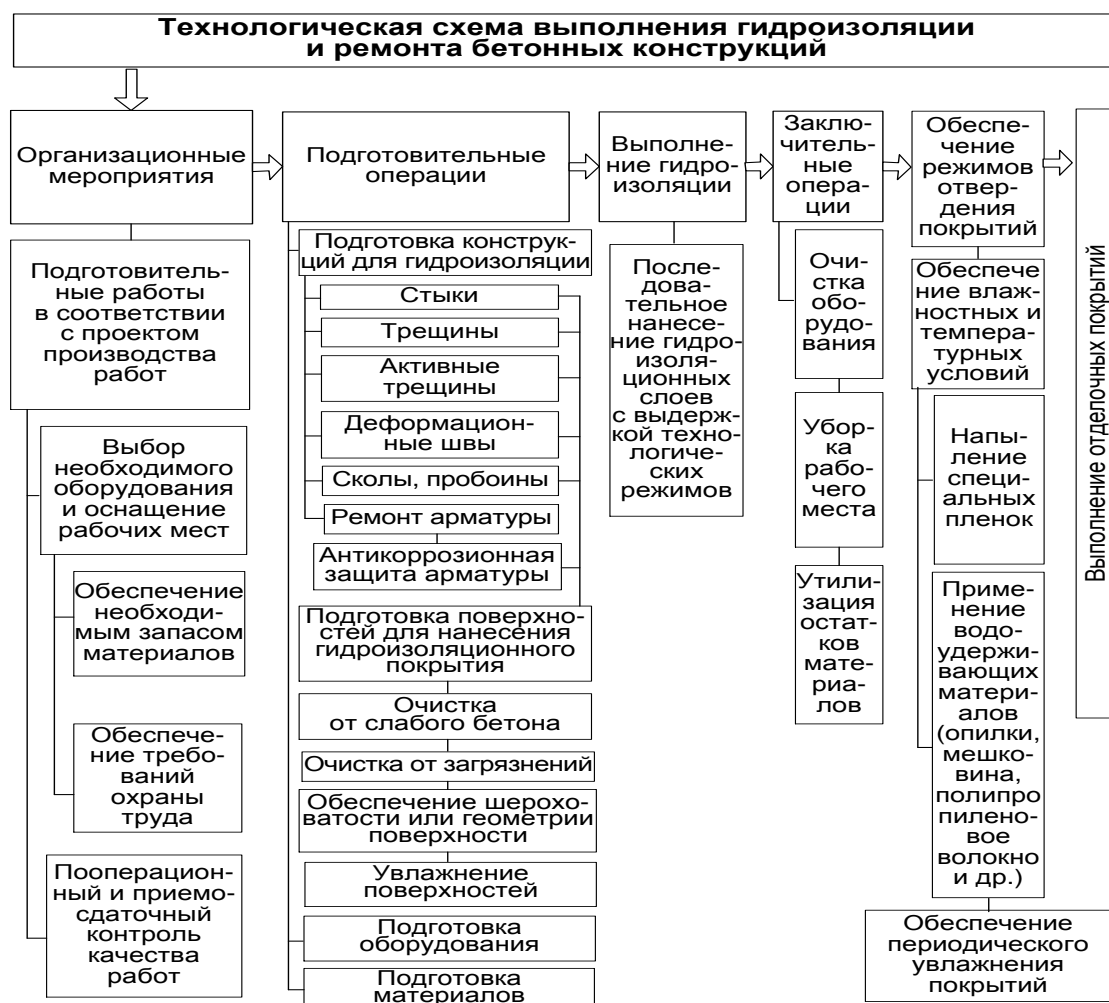 Технологическая схема выполнения гидроизоляции
и ремонта бетонных конструкций
Организационные
мероприятия
Подготовительные
операции
Выполне-
ние гидро-
изоляции
Заклю-
чительные
опера-
ции
Обеспе-
чение
режимов
отвер-
дения
покрытий
Выполнение отделочных покрытий
Подготовитель-
ные работы
в соответствии
с проектом
производства
работ
Выбор
необходимого
оборудования
и оснащение
рабочих мест
Обеспечение
необходи-
мым запасом
материалов
Обеспече-
ние требо-
ваний
охраны
труда
Пооперацион-
ный и приемо-
сдаточный
контроль
качества
работ
Подготовка конструк-
ций для гидроизоляции
Стыки
Трещины
Активные
трещины
Деформацион-
ные швы
Сколы, пробоины
Ремонт арматуры
Антикоррозионная
защита арматуры
Подготовка поверхно-
стей для нанесения
гидроизоляционного
покрытия
Очистка
от слабого бетона
Очистка от загрязнений
Обеспечение шерохо-
ватости или геометрии
поверхности
Увлажнение
поверхностей
Подготовка
оборудования
Подготовка
материалов
После-
довательное
нанесе-
ние гидро-
изоля-
ционных
слоев
с выдерж-
кой техно-
логиче-
ских
режимов
Очи-
стка
обо-
рудо-
вания
Убор-
ка
рабо-
чего
места
Утили-
зация
остат-
ков
мате-
риа-
лов
Обеспече
ние влаж-
ностных и
темпера-
турных
условий
Напы-
ление
специ-
альных
пленок
Приме-
нение
водо-
удержи-
вающих
матери-
алов
(опилки,
мешко-
вина,
полипро
пилено-
вое
волокно
и др.)
Обеспечение
периодического
увлажнения
покрытий